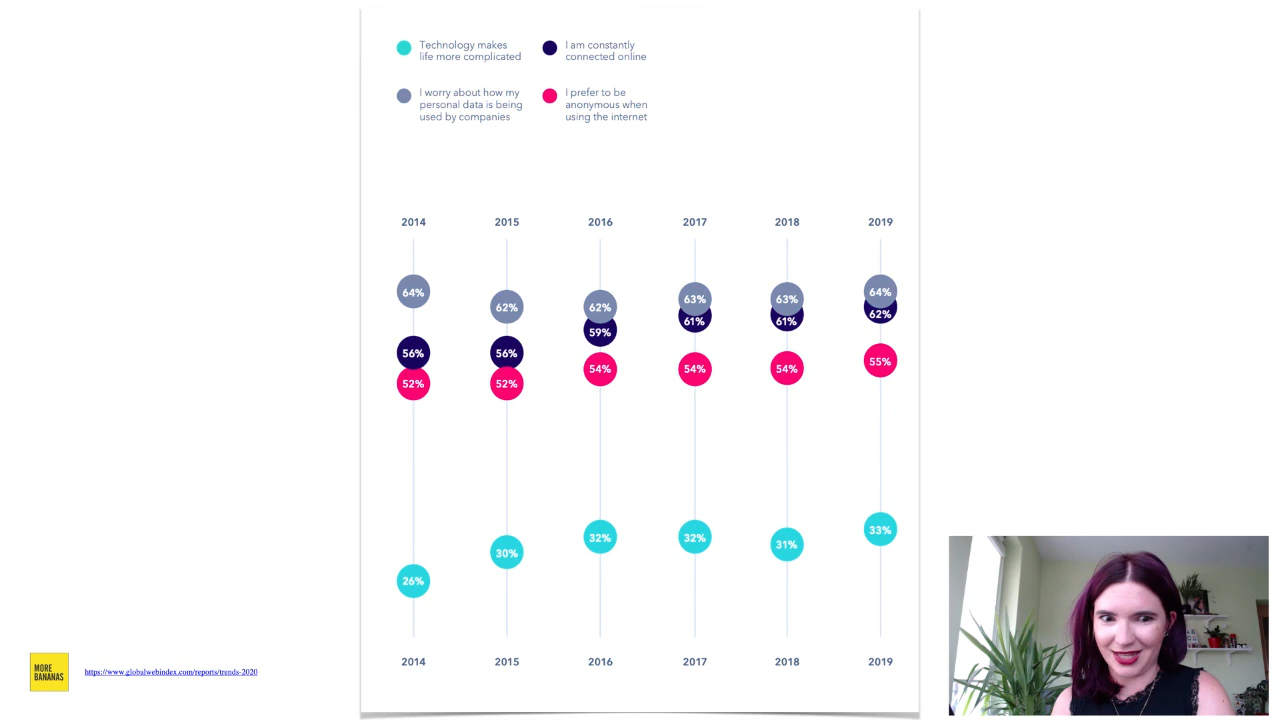 Technology makes
life more complicated
I am constantly
connected online
I worry about how my
personal data is being
used by companies
I prefer to be
anonymous when
using the internet
2014 2015 2016 2017 2018 2019
64% 62% 62% 63% 63% 64%
56% 56% 59% 61% 61% 62%
52% 52% 54% 54% 54% 55%
26% 30% 32% 32% 31% 33%
2014 2015 2016 2017 2018 2019
MORE
BANANAS
https://www.globalwebindex.com/reports/trends-2020